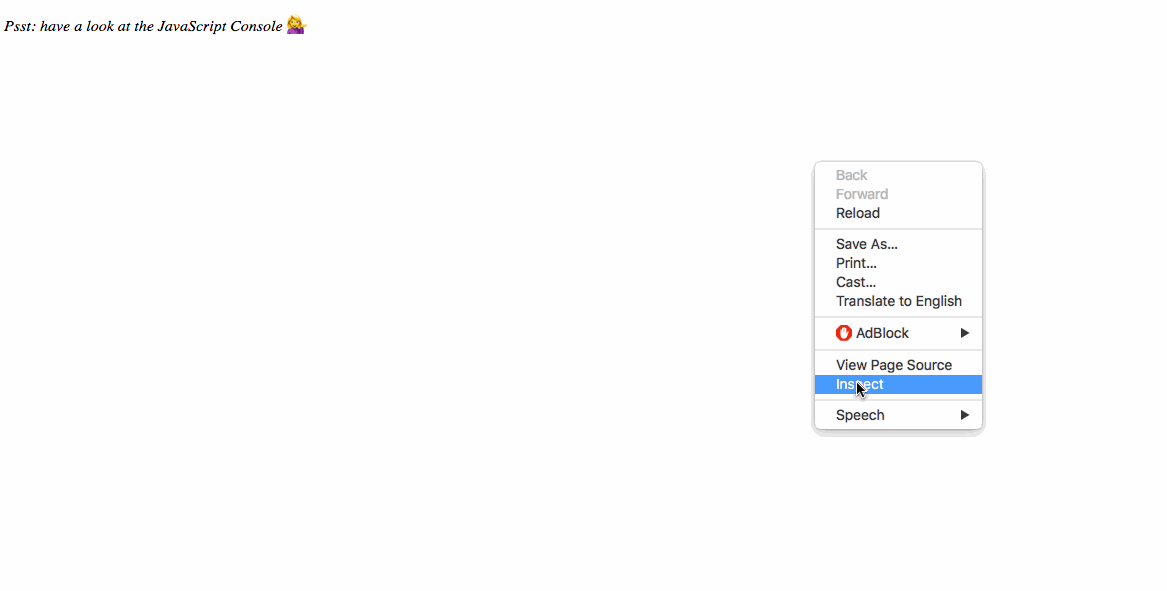 Psst: have a look at the JavaScript Console 💁
Back
Forward
Reload
Save As...
Print...
Cast...
Translate to English
AdBlock
View Page Source
Inspect
Speech